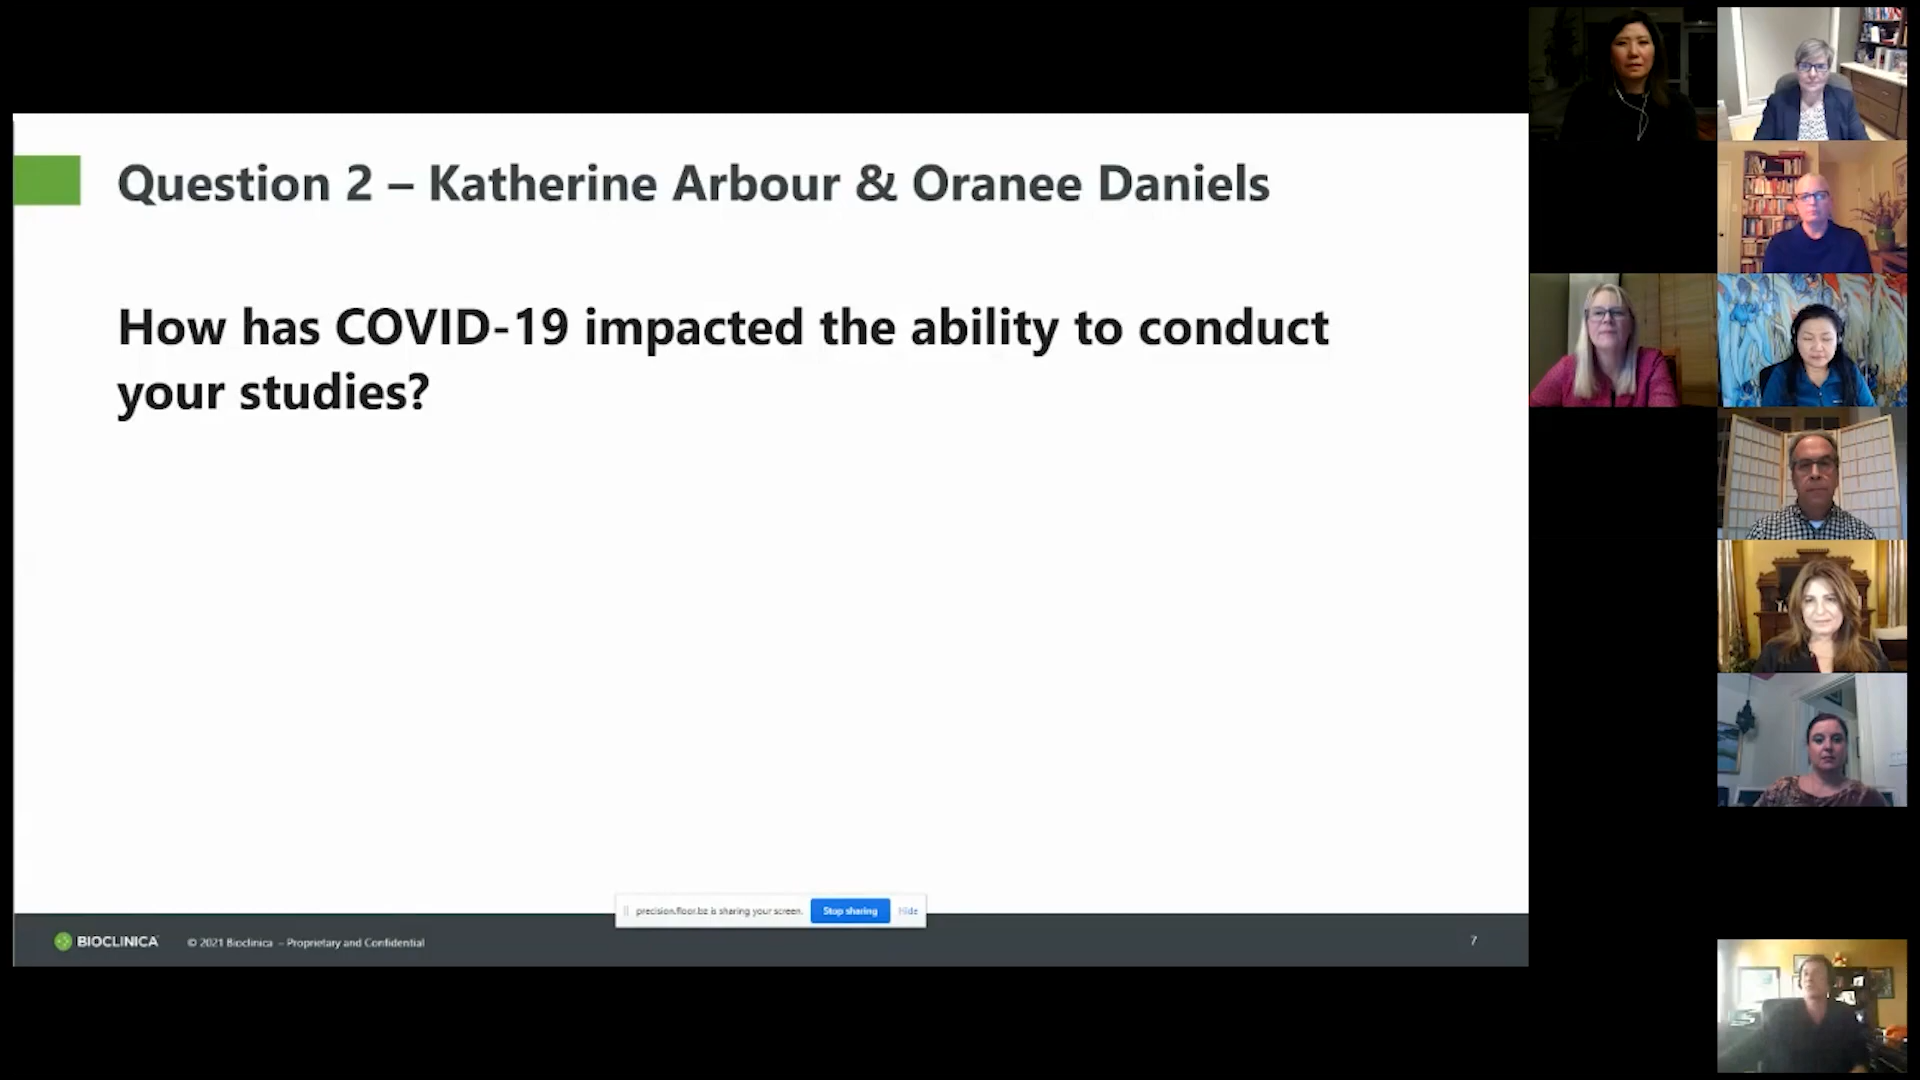 Question 2 – Katherine Arbour & Oranee Daniels
How has COVID-19 impacted the ability to conduct
your studies?
precision.floor.bz is sharing your screen.
Stop sharing
Hide
BIOCLINICA
© 2021 Bioclinica – Proprietary and Confidential
7